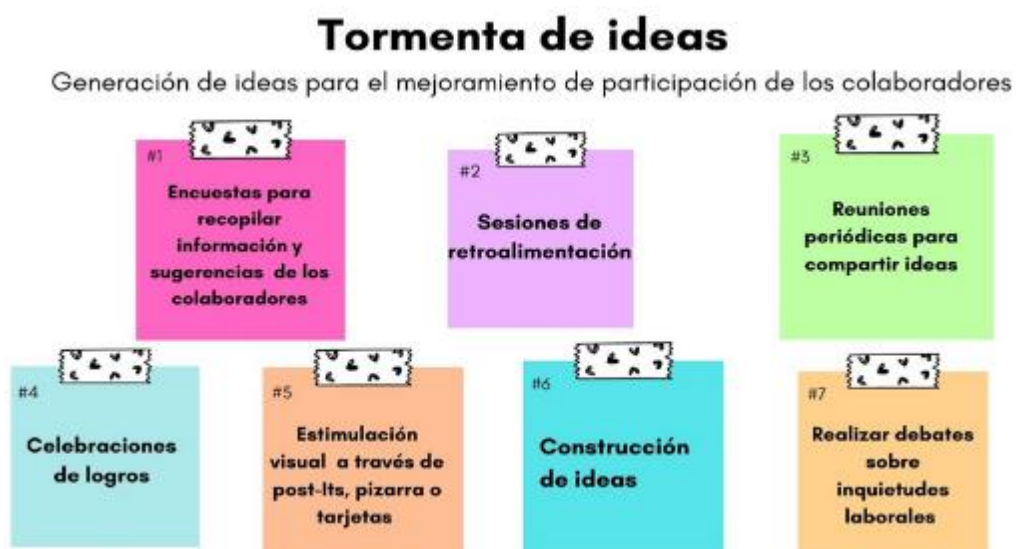 Tormenta de ideas
Generación de ideas para el mejoramiento de participación de los colaboradores
#1
Encuestas para
recopilar
información y
sugerencias de los
colaboradores
#2
Sesiones de
retroalimentación
#3
Reuniones
periódicas para
compartir ideas
#4
Celebraciones
de logros
#5
Estimulación
visual a través de
post-Its, pizarra o
tarjetas
#6
Construcción
de ideas
#7
Realizar debates
sobre
inquietudes
laborales